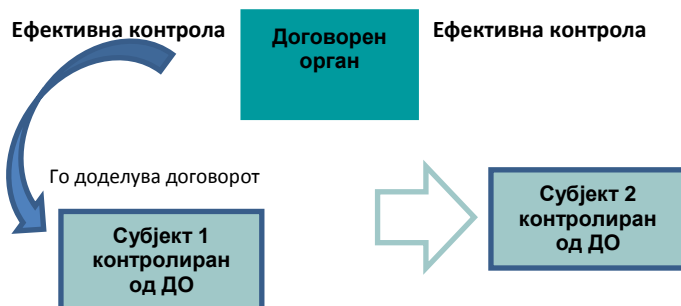 Ефективна контрола
Договорен
орган
Ефективна контрола
Го доделува договорот
Субјект 1
контролиран
од ДО
Субјект 2
контролиран
од ДО